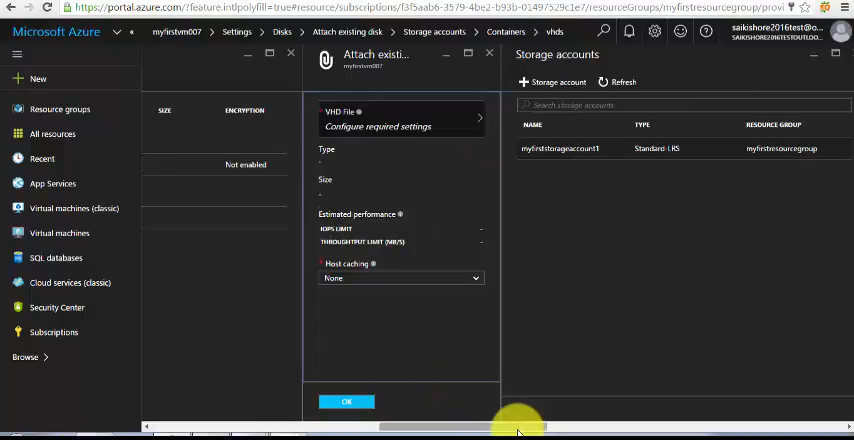 https://portal.azure.com/?feature.intlpolyfill=true#resource/subscriptions/f3f5aab6-3579-4be2-b93b-01497529c1e7/resourceGroups/myfirstresourcegroup/provi
Microsoft Azure
myfirstvm007 > Settings > Disks > Attach existing disk > Storage accounts > Containers > vhds
saikishore2016test@o...
SAIKISHORE2016TESTOUTLOO...
New
Resource groups
All resources
Recent
App Services
Virtual machines (classic)
Virtual machines
SQL databases
Cloud services (classic)
Security Center
Subscriptions
Browse >
SIZE ENCRYPTION
Not enabled
Attach existi...
myfirstvm007
* VHD File
Configure required settings
Type
-
Size
-
Estimated performance
IOPS LIMIT -
THROUGHTPUT LIMIT (MB/S) -
* Host caching
None
OK
Storage accounts
+ Storage account Refresh
Search storage accounts
NAME TYPE RESOURCE GROUP
myfirststorageaccount1 Standard-LRS myfirstresourcegroup